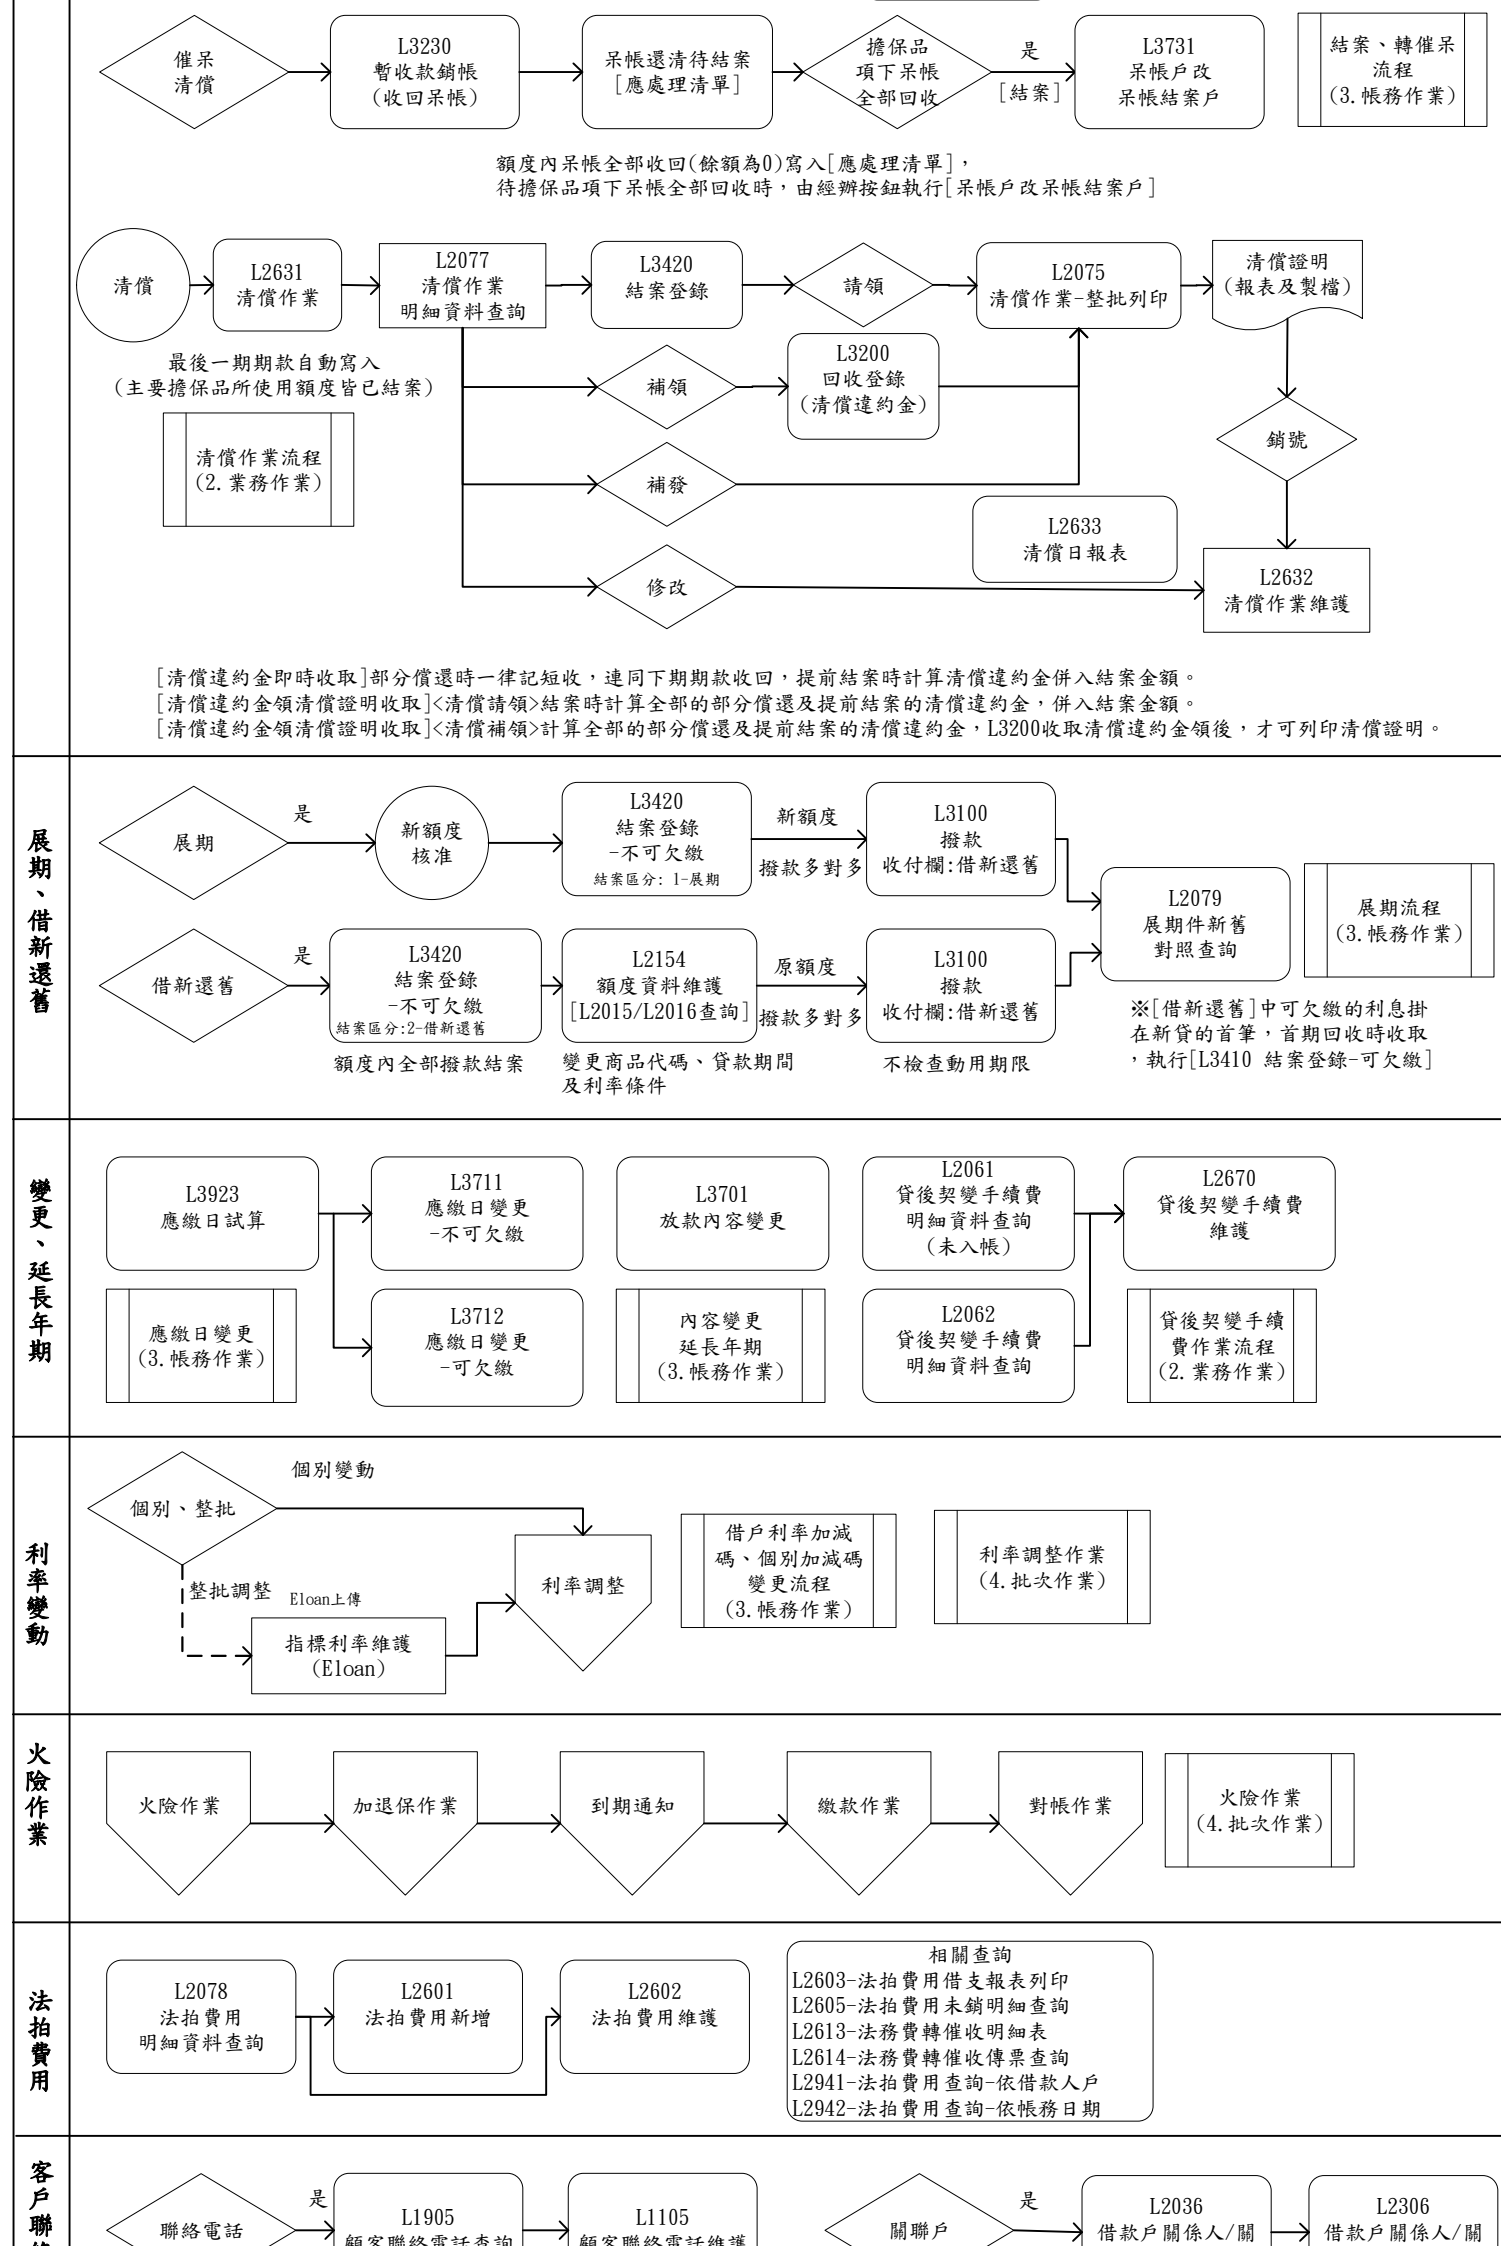 催呆
清償
L3230
暫收款銷帳
(收回呆帳)
呆帳還清待結案
[應處理清單]
擔保品
項下呆帳
全部回收
是
[結案]
L3731
呆帳戶改
呆帳結案戶
結案、轉催呆
流程
(3.帳務作業)
額度內呆帳全部收回(餘額為0)寫入[應處理清單]，
待擔保品項下呆帳全部回收時，由經辦按鈕執行[呆帳戶改呆帳結案戶]
清償
L2631
清償作業
L2077
清償作業
明細資料查詢
L3420
結案登錄
請領
L2075
清償作業-整批列印
清償證明
(報表及製檔)
最後一期期款自動寫入
(主要擔保品所使用額度皆已結案)
補領
L3200
回收登錄
(清償違約金)
銷號
清償作業流程
(2.業務作業)
補發
L2633
清償日報表
修改
L2632
清償作業維護
[清償違約金即時收取]部分償還時一律記短收，連同下期期款收回，提前結案時計算清償違約金併入結案金額。
[清償違約金領清償證明收取]<清償請領>結案時計算全部的部分償還及提前結案的清償違約金，併入結案金額。
[清償違約金領清償證明收取]<清償補領>計算全部的部分償還及提前結案的清償違約金，L3200收取清償違約金領後，才可列印清償證明。
展期、借新還舊
展期
是
新額度
核准
L3420
結案登錄
-不可欠繳
結案區分: 1-展期
新額度
撥款多對多
L3100
撥款
收付欄:借新還舊
L2079
展期件新舊
對照查詢
展期流程
(3.帳務作業)
借新還舊
是
L3420
結案登錄
-不可欠繳
結案區分:2-借新還舊
L2154
額度資料維護
[L2015/L2016查詢]
原額度
撥款多對多
L3100
撥款
收付欄:借新還舊
額度內全部撥款結案
變更商品代碼、貸款期間
及利率條件
不檢查動用期限
※[借新還舊]中可欠繳的利息掛
在新貸的首筆，首期回收時收取
，執行[L3410 結案登錄-可欠繳]
變更、延長年期
L3923
應繳日試算
L3711
應繳日變更
-不可欠繳
L3701
放款內容變更
L2061
貸後契變手續費
明細資料查詢
(未入帳)
L2670
貸後契變手續費
維護
應繳日變更
(3.帳務作業)
L3712
應繳日變更
-可欠繳
內容變更
延長年期
(3.帳務作業)
L2062
貸後契變手續費
明細資料查詢
貸後契變手續
費作業流程
(2.業務作業)
利率變動
個別、整批
個別變動
整批調整
Eloan上傳
指標利率維護
(Eloan)
利率調整
借戶利率加減
碼、個別加減碼
變更流程
(3.帳務作業)
利率調整作業
(4.批次作業)
火險作業
火險作業
加退保作業
到期通知
繳款作業
對帳作業
火險作業
(4.批次作業)
法拍費用
L2078
法拍費用
明細資料查詢
L2601
法拍費用新增
L2602
法拍費用維護
相關查詢
L2603-法拍費用借支報表列印
L2605-法拍費用未銷明細查詢
L2613-法務費轉催收明細表
L2614-法務費轉催收傳票查詢
L2941-法拍費用查詢-依借款人戶
L2942-法拍費用查詢-依帳務日期
客戶聯
聯絡電話
是
L1905
顧客聯絡電話查詢
L1105
顧客聯絡電話維護
關聯戶
是
L2036
借款戶關係人/關
L2306
借款戶關係人/關